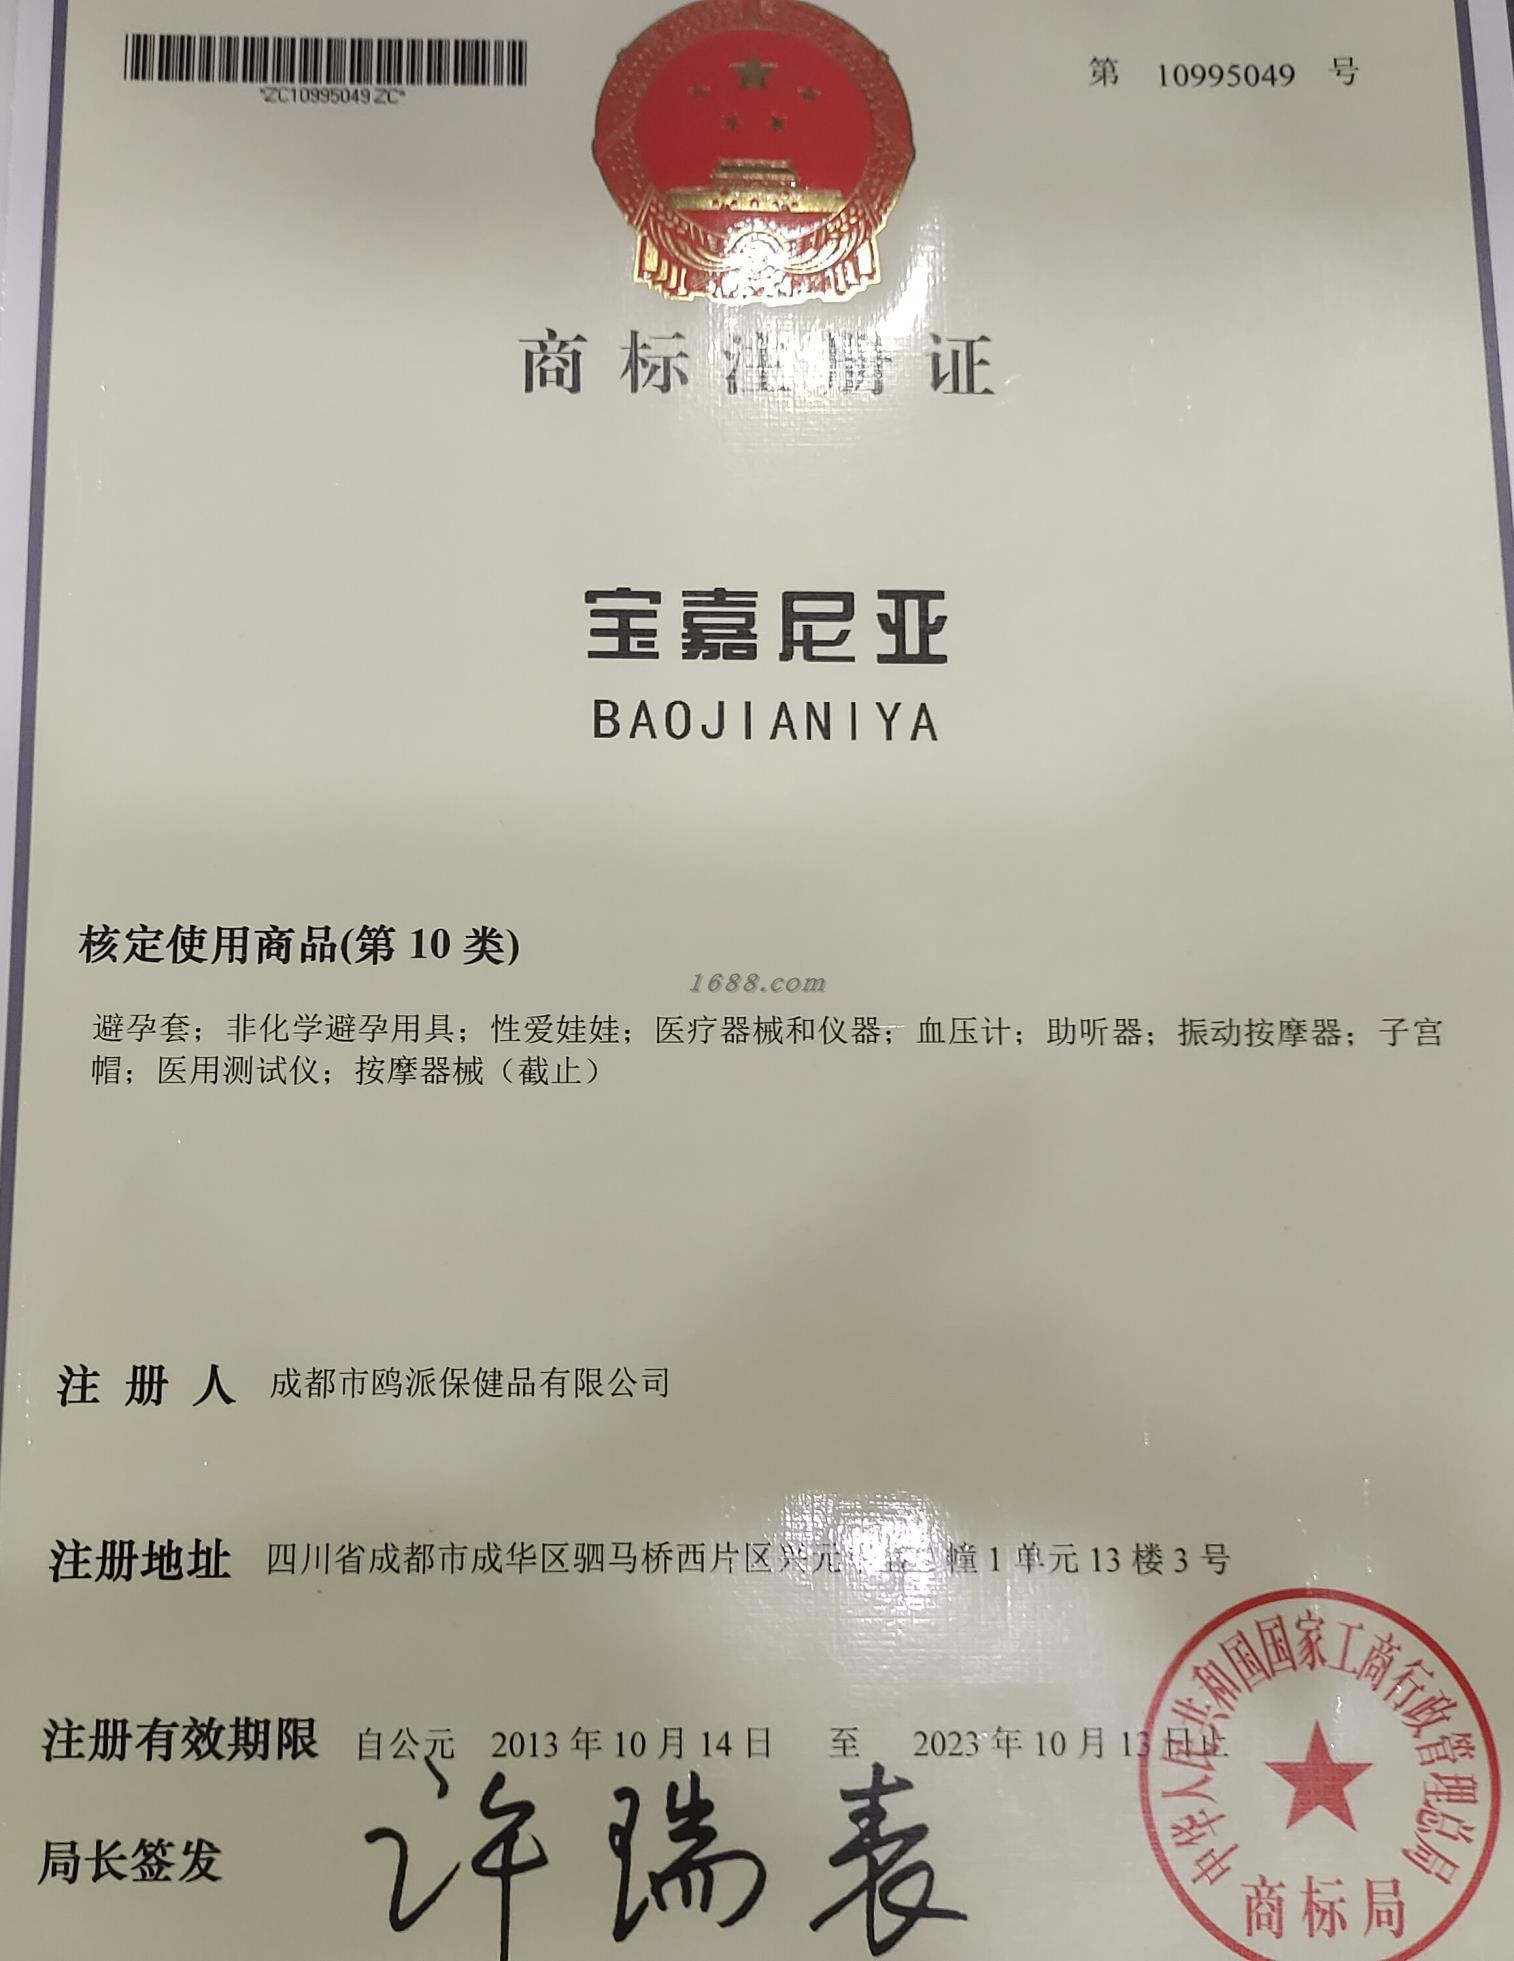 第 10995049 号
*ZC10995049ZC*
商标注册证
宝嘉尼亚
BAOJIANIYA
核定使用商品(第 10 类)
1688.com
避孕套；非化学避孕用具；性爱娃娃；医疗器械和仪器；血压计；助听器；振动按摩器；子宫
帽；医用测试仪；按摩器械（截止）
注册人 成都市鸥派保健品有限公司
注册地址 四川省成都市成华区驷马桥西片区兴元 幢 1 单元 13 楼 3 号
注册有效期限 自公元 2013 年 10 月 14 日 至 2023 年 10 月 13 日止
局长签发 许瑞表
中华人民共和国国家工商行政管理总局
商标局